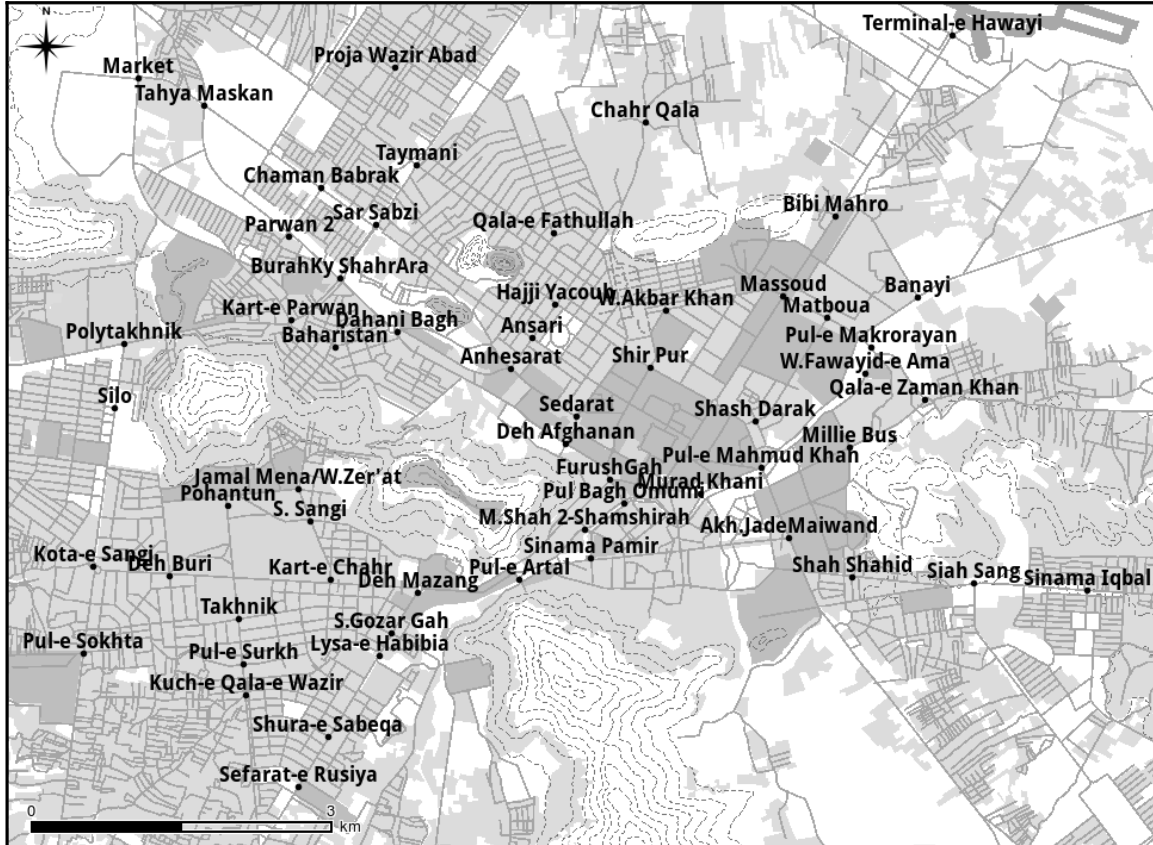 N
Terminal-e Hawayi
Proja Wazir Abad
Market
Tahya Maskan
Chahr Qala
Taymani
Chaman Babrak
Bibi Mahro
Sar Sabzi
Qala-e Fathullah
Parwan 2
BurahKy ShahrAra
Massoud
Banayi
Hajji Yacoub
W.Akbar Khan
Matboua
Kart-e Parwan
Dahani Bagh
Ansari
Polytakhnik
Baharistan
Pul-e Makrorayan
Anhesarat
Shir Pur
W.Fawayid-e Ama
Qala-e Zaman Khan
Silo
Sedarat
Shash Darak
Deh Afghanan
Millie Bus
Pul-e Mahmud Khan
FurushGah
Jamal Mena/W.Zer'at
Murad Khani
Pohantun
Pul Bagh Omumi
S. Sangi
M.Shah 2-Shamshirah
Akh.JadeMaiwand
Sinama Pamir
Kota-e Sangi
Deh Buri
Kart-e Chahr
Pul-e Artal
Shah Shahid
Siah Sang
Sinama Iqbal
Deh Mazang
Takhnik
S.Gozar Gah
Pul-e Sokhta
Lysa-e Habibia
Pul-e Surkh
Kuch-e Qala-e Wazir
Shura-e Sabeqa
Sefarat-e Rusiya
0 3
km